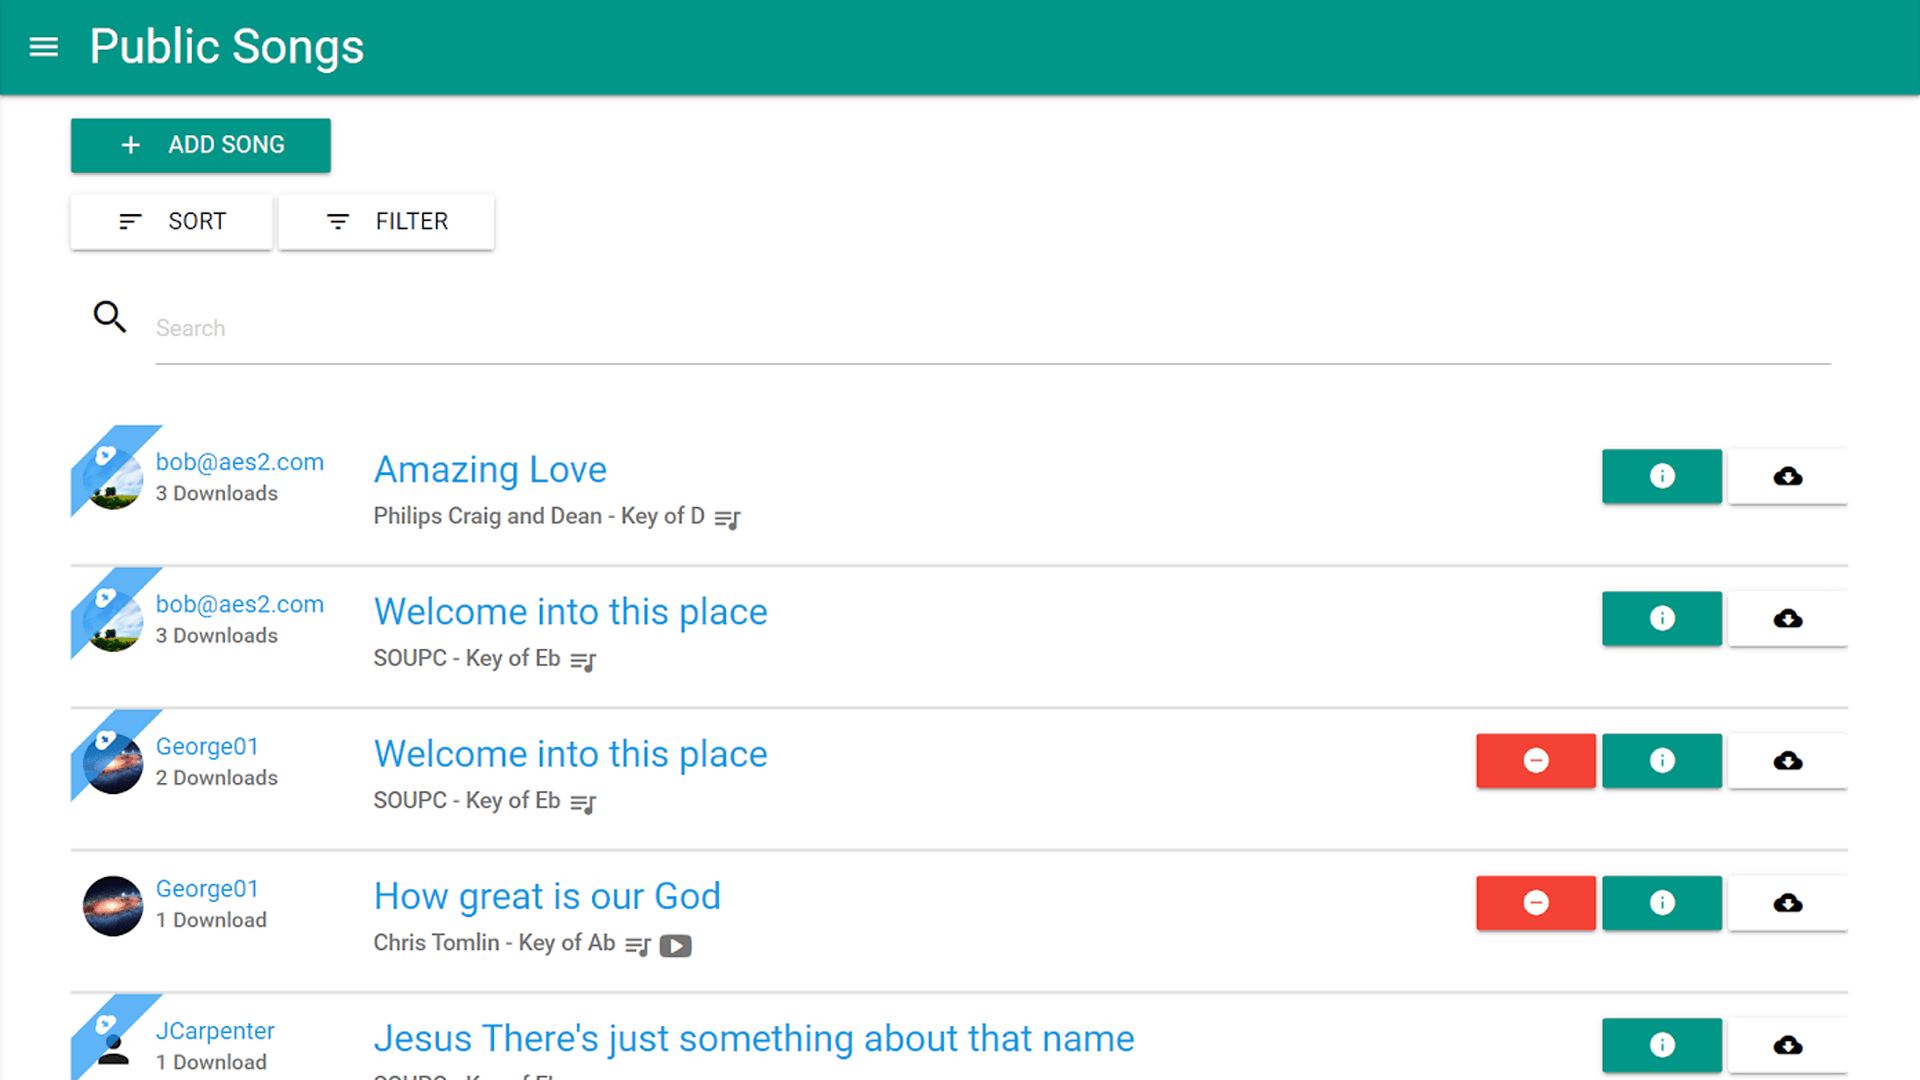 Public Songs
ADD SONG
SORT FILTER
Search
bob@aes2.com
3 Downloads
Amazing Love
Philips Craig and Dean - Key of D
bob@aes2.com
3 Downloads
Welcome into this place
SOUPC - Key of Eb
George01
2 Downloads
Welcome into this place
SOUPC - Key of Eb
George01
1 Download
How great is our God
Chris Tomlin - Key of Ab
JCarpenter
1 Download
Jesus There's just something about that name